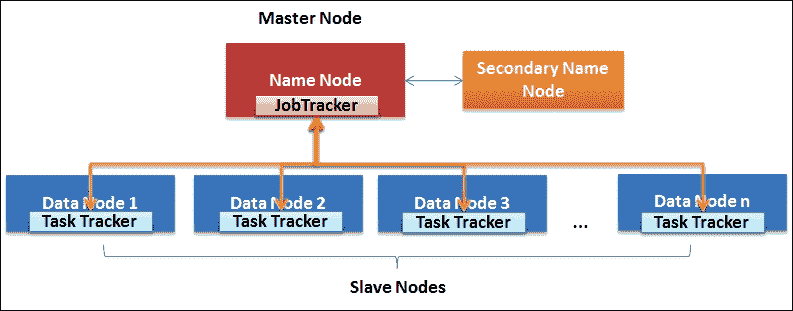 Master Node
Name Node
JobTracker
Secondary Name
Node
Data Node 1
Task Tracker
Data Node 2
Task Tracker
Data Node 3
Task Tracker
...
Data Node n
Task Tracker
Slave Nodes